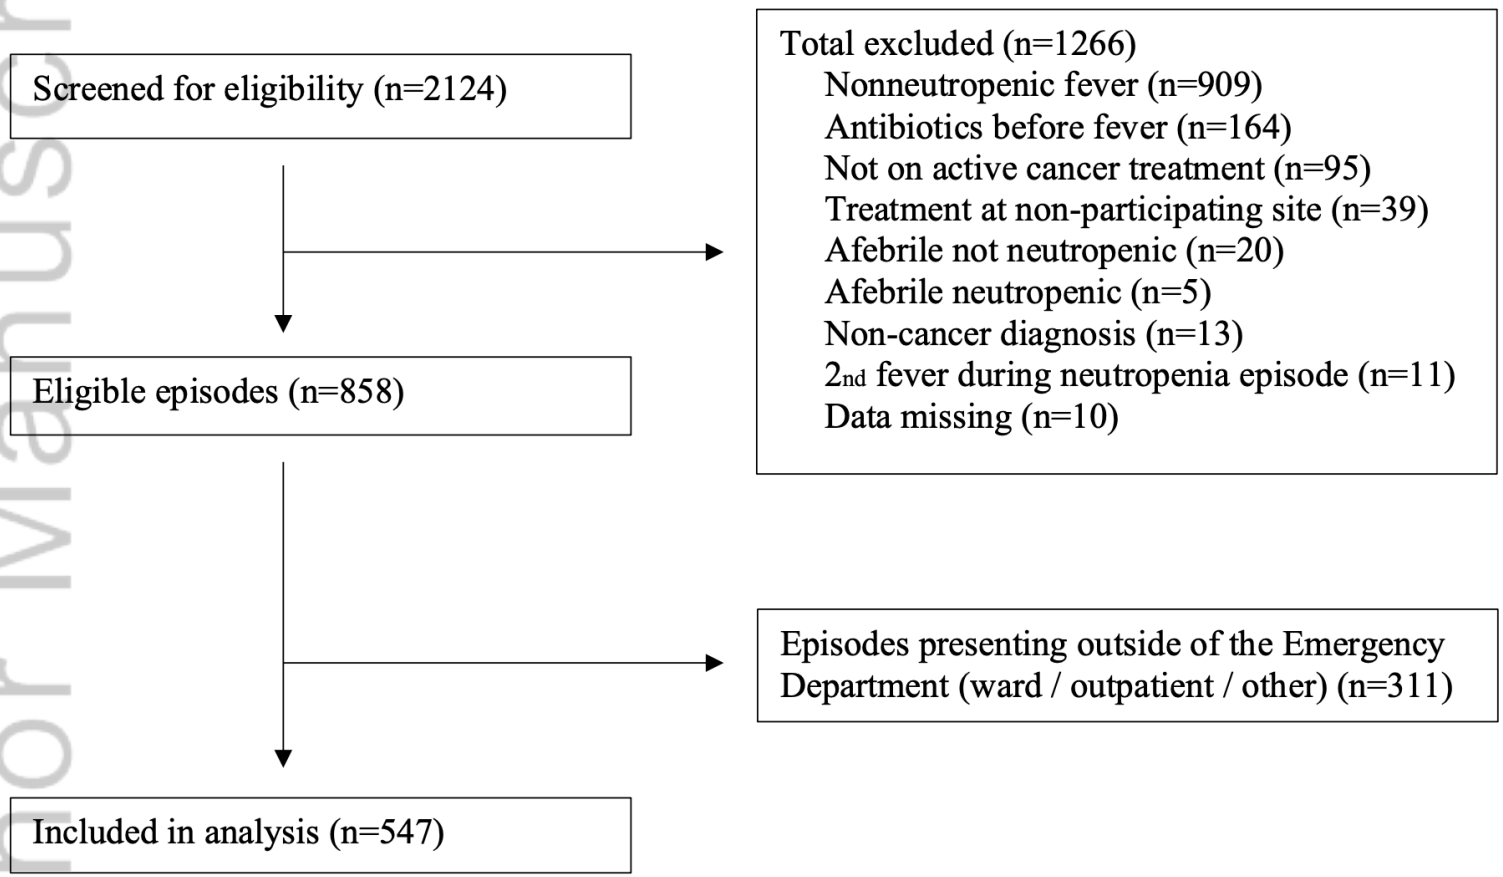 Screened for eligibility (n=2124)
Total excluded (n=1266)
Nonneutropenic fever (n=909)
Antibiotics before fever (n=164)
Not on active cancer treatment (n=95)
Treatment at non-participating site (n=39)
Afebrile not neutropenic (n=20)
Afebrile neutropenic (n=5)
Non-cancer diagnosis (n=13)
2nd fever during neutropenia episode (n=11)
Data missing (n=10)
Eligible episodes (n=858)
Episodes presenting outside of the Emergency
Department (ward / outpatient / other) (n=311)
Included in analysis (n=547)